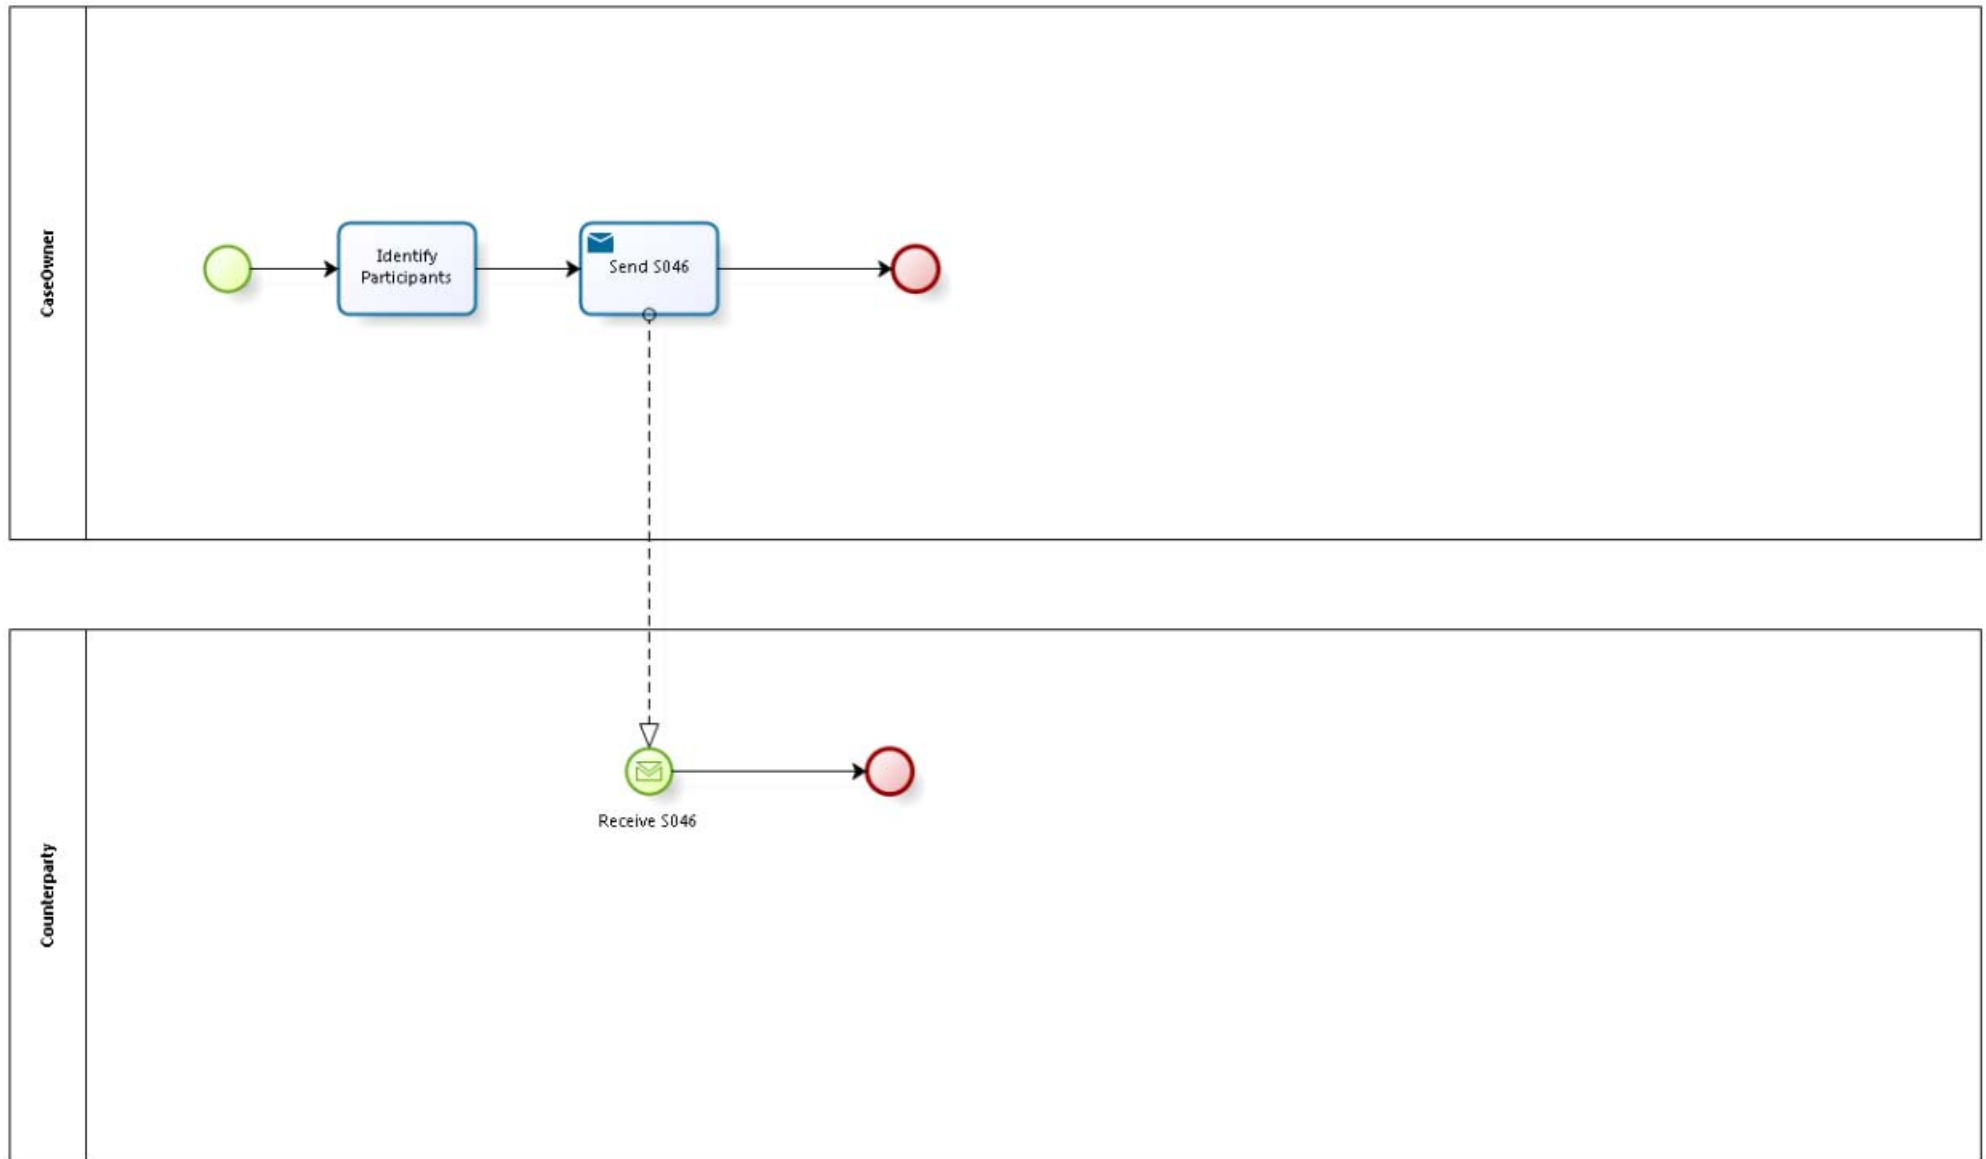 CaseOwner
Identify
Participants
Send S046
Counterparty
Receive S046